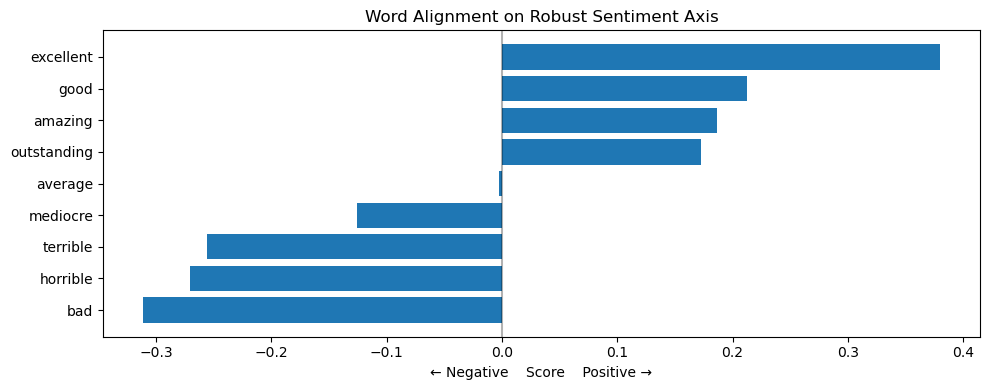 Word Alignment on Robust Sentiment Axis
excellent
good
amazing
outstanding
average
mediocre
terrible
horrible
bad
−0.3 −0.2 −0.1 0.0 0.1 0.2 0.3 0.4
← Negative Score Positive →